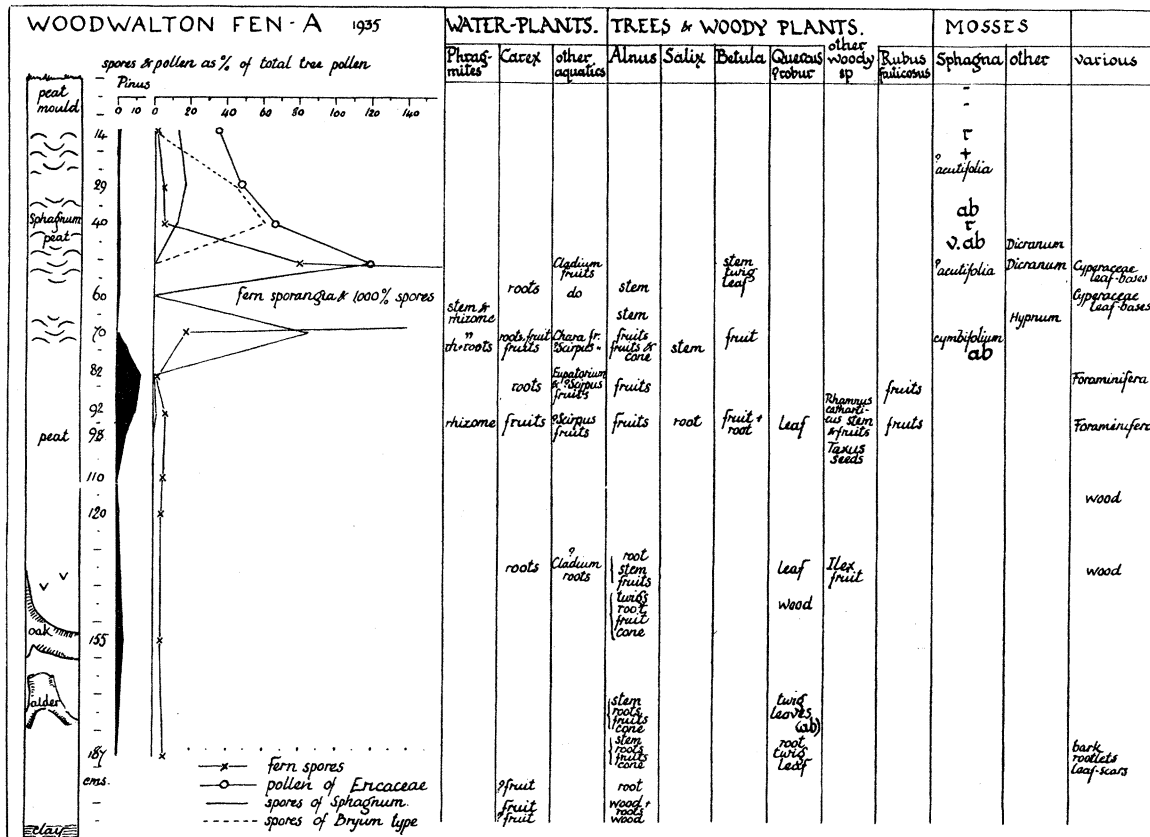 WOODWALTON FEN - A 1935
WATER-PLANTS.
TREES & WOODY PLANTS.
MOSSES
Phrag-
mites
Carex
other
aquatics
Alnus
Salix
Betula
Quercus
? robur
other
woody
sp
Rubus
fruticosus
Sphagna
other
various
spores & pollen as % of total tree pollen
Pinus
0 10
0 20 40 60 80 100 120 140
peat
mould
Sphagnum
peat
peat
oak
alder
clay
14
29
40
60
70
82
92
98
110
120
155
187
cms.
fern sporangia & 1000% spores
fern spores
pollen of Ericaceae
spores of Sphagnum.
spores of Bryum type
stem &
rhizome
"
rh+roots
rhizome
roots
roots, fruit
fruits
roots
fruits
roots
? fruit
fruit
? fruit
Cladium
fruits
do
Chara fr.
? Scirpus "
Eupatorium
& ? Scirpus
fruits
? Scirpus
fruits
?
Cladium
roots
stem
stem
fruits
fruits &
cone
fruits
fruits
root
stem
fruits
twigs
root
fruit
cone
stem
roots
fruits
cone
stem
roots
fruits
cone
root
wood +
roots
wood
stem
root
stem
twig
leaf
fruit
fruit +
root
leaf
leaf
wood
twig
leaves
(ab)
root
twig
leaf
Rhamnus
catharti-
cus stem
& fruits
Taxus
seeds
Ilex
fruit
fruits
fruits
-
-
r
+
? acutifolia
ab
r
v. ab
? acutifolia
cymbifolium
ab
Dicranum
Dicranum
Hypnum
Cyperaceae
leaf-bases
Cyperaceae
leaf-bases
Foraminifera
Foraminifera
wood
wood
bark
rootlets
leaf-scars